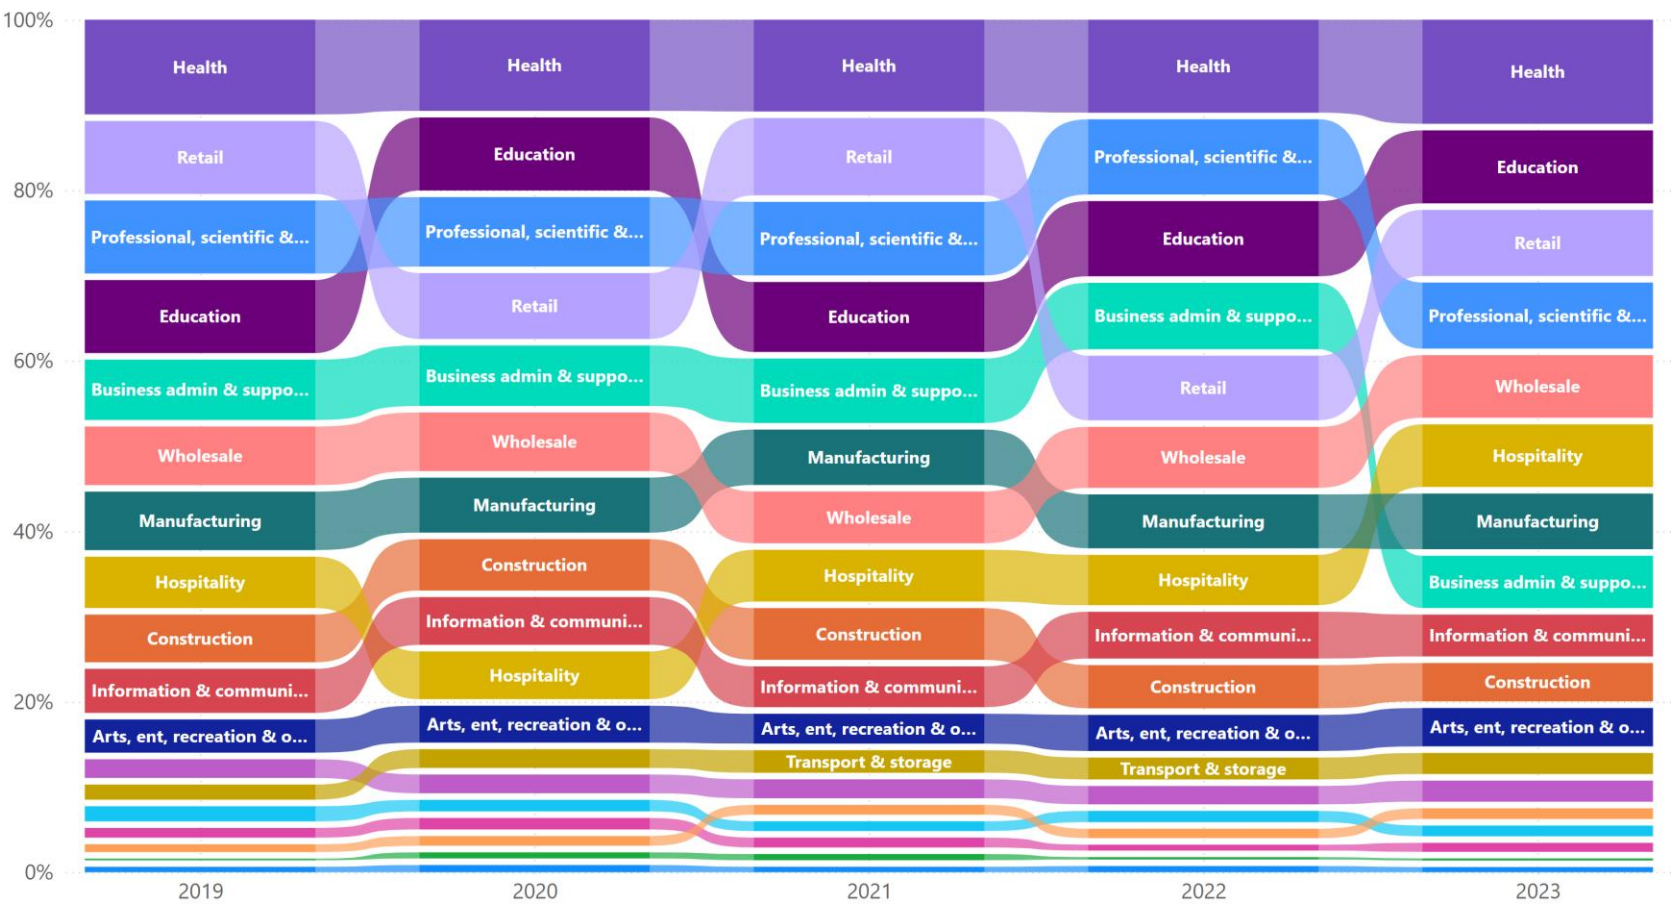 100%
80%
60%
40%
20%
0%
Health
Retail
Professional, scientific &...
Education
Business admin & suppo...
Wholesale
Manufacturing
Hospitality
Construction
Information & communi...
Arts, ent, recreation & o...
2019
Health
Education
Professional, scientific &...
Retail
Business admin & suppo...
Wholesale
Manufacturing
Construction
Information & communi...
Hospitality
Arts, ent, recreation & o...
2020
Health
Retail
Professional, scientific &...
Education
Business admin & suppo...
Manufacturing
Wholesale
Hospitality
Construction
Information & communi...
Arts, ent, recreation & o...
Transport & storage
2021
Health
Professional, scientific &...
Education
Business admin & suppo...
Retail
Wholesale
Manufacturing
Hospitality
Information & communi...
Construction
Arts, ent, recreation & o...
Transport & storage
2022
Health
Education
Retail
Professional, scientific &...
Wholesale
Hospitality
Manufacturing
Business admin & suppo...
Information & communi...
Construction
Arts, ent, recreation & o...
2023